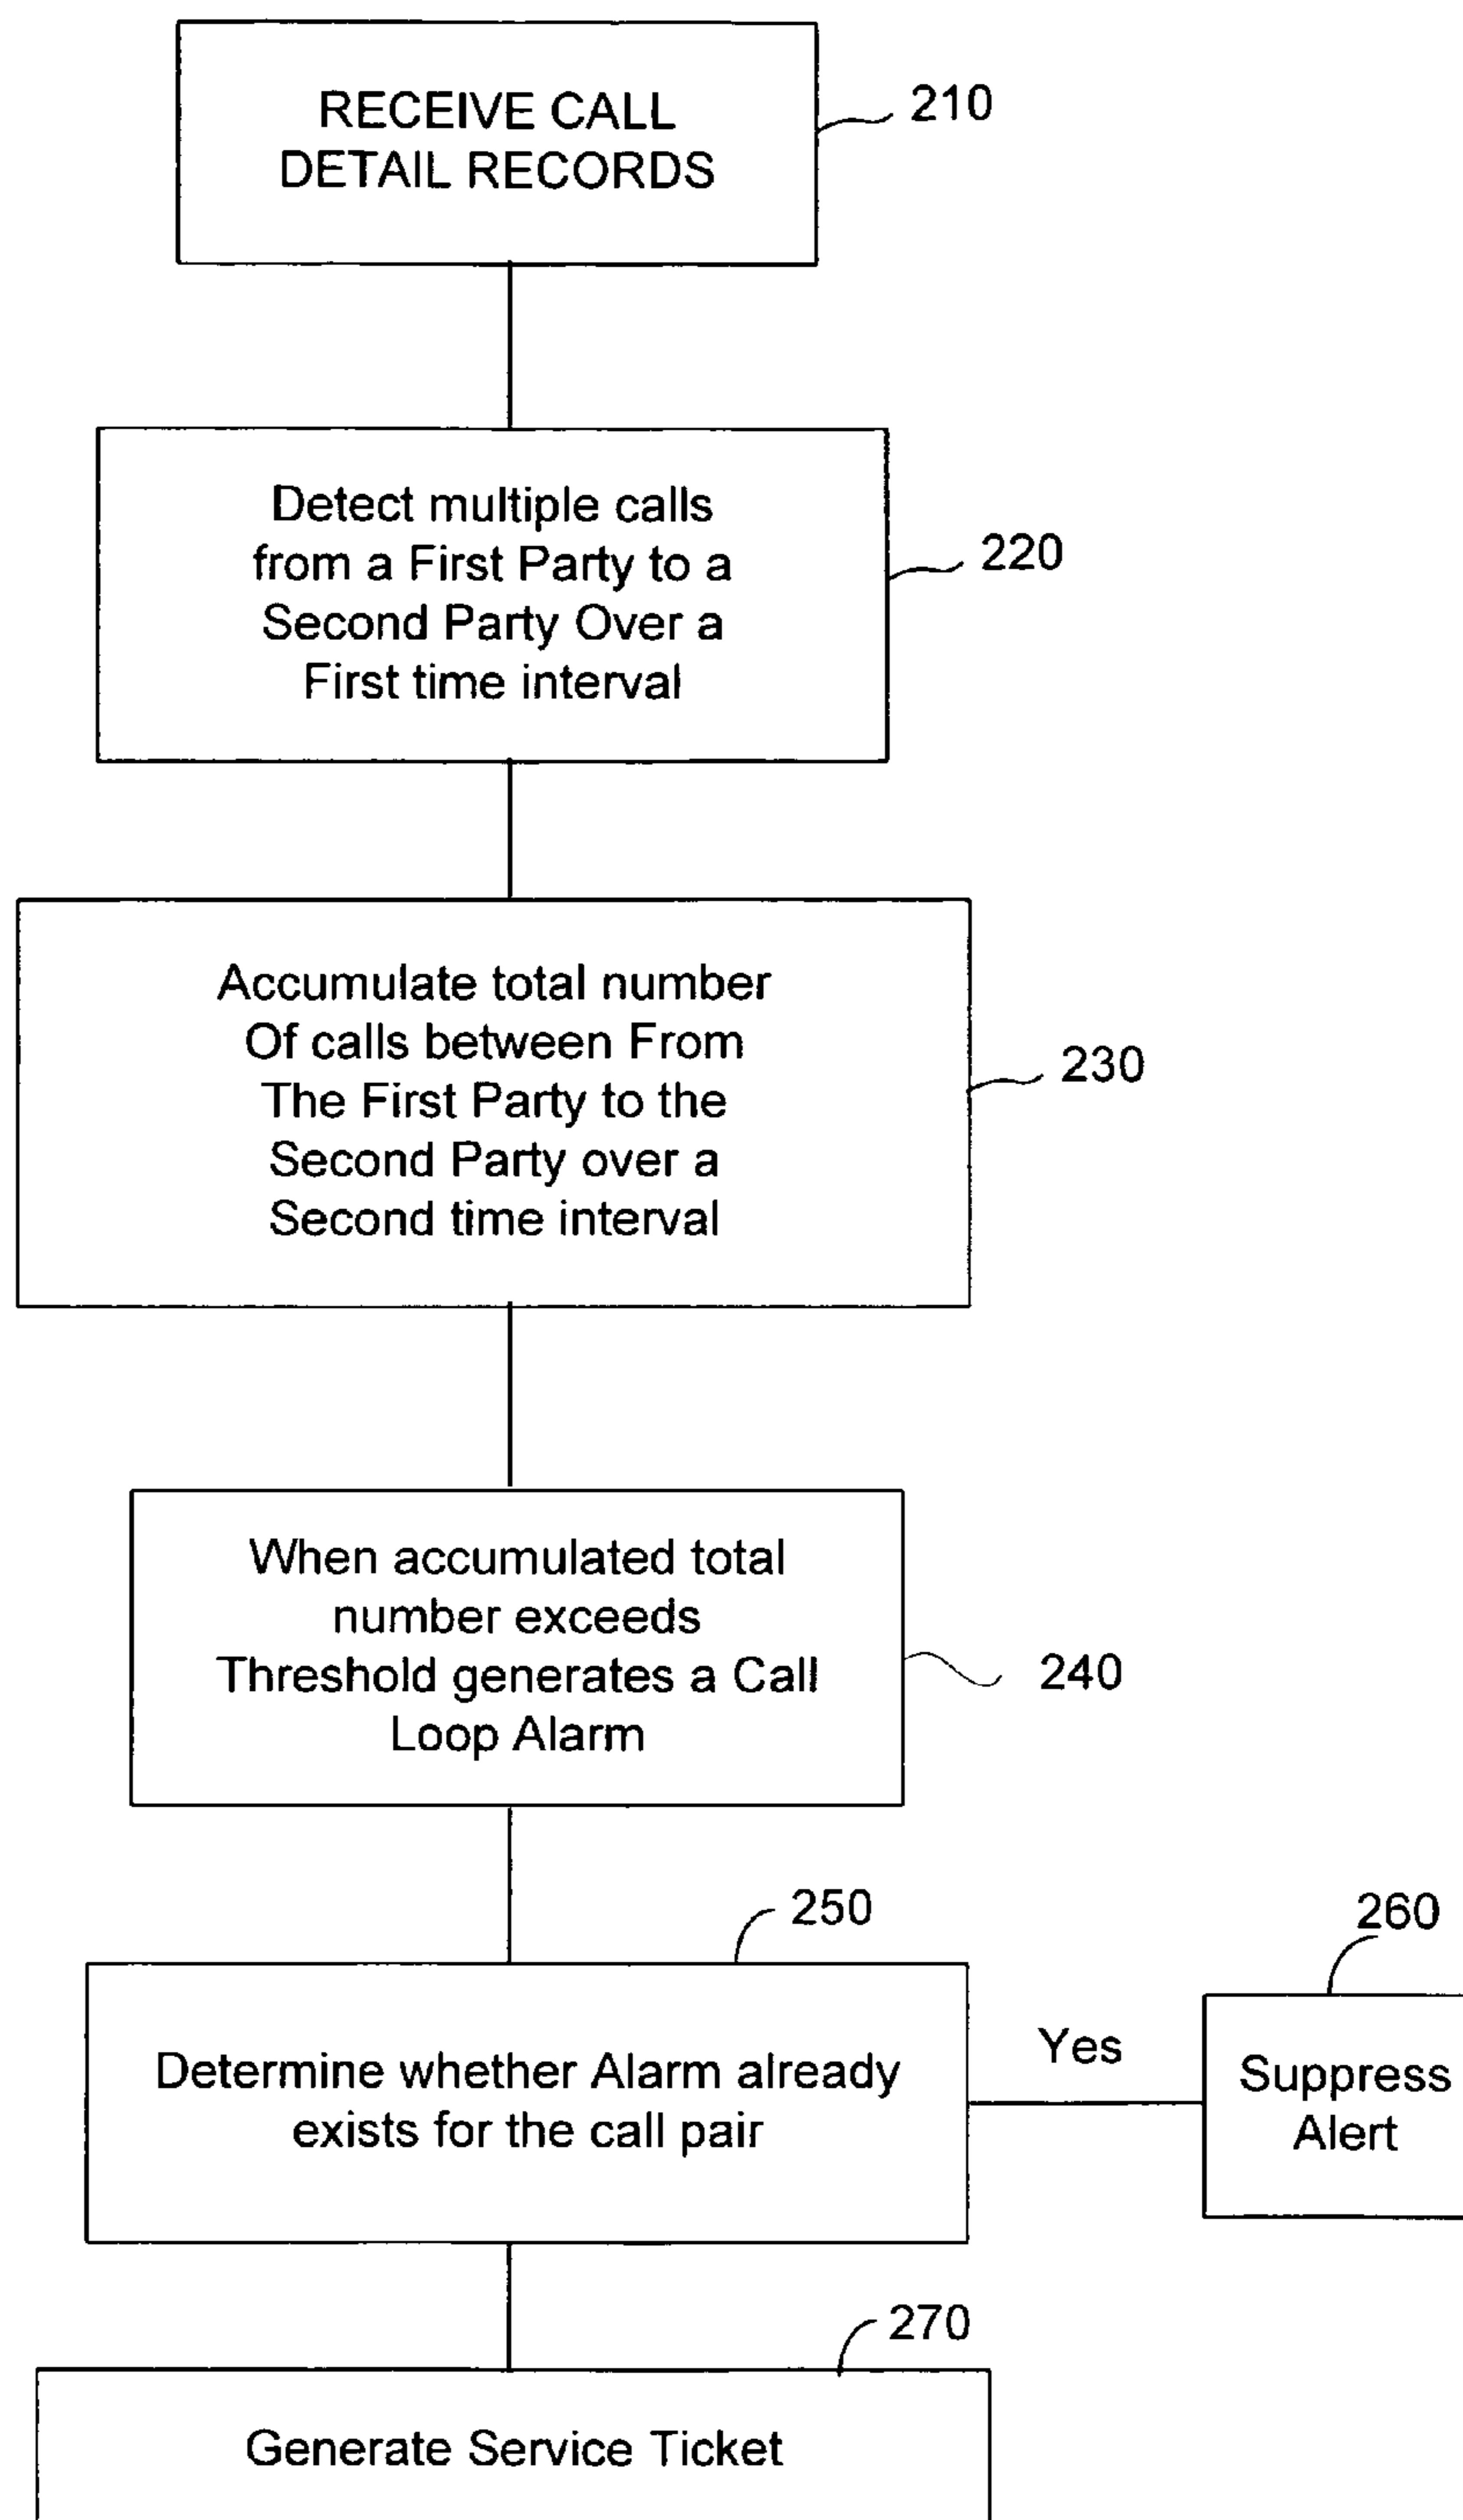 RECEIVE CALL
DETAIL RECORDS
210
Detect multiple calls
from a First Party to a
Second Party Over a
First time interval
220
Accumulate total number
Of calls between From
The First Party to the
Second Party over a
Second time interval
230
When accumulated total
number exceeds
Threshold generates a Call
Loop Alarm
240
250
Determine whether Alarm already
exists for the call pair
Yes
260
Suppress
Alert
270
Generate Service Ticket